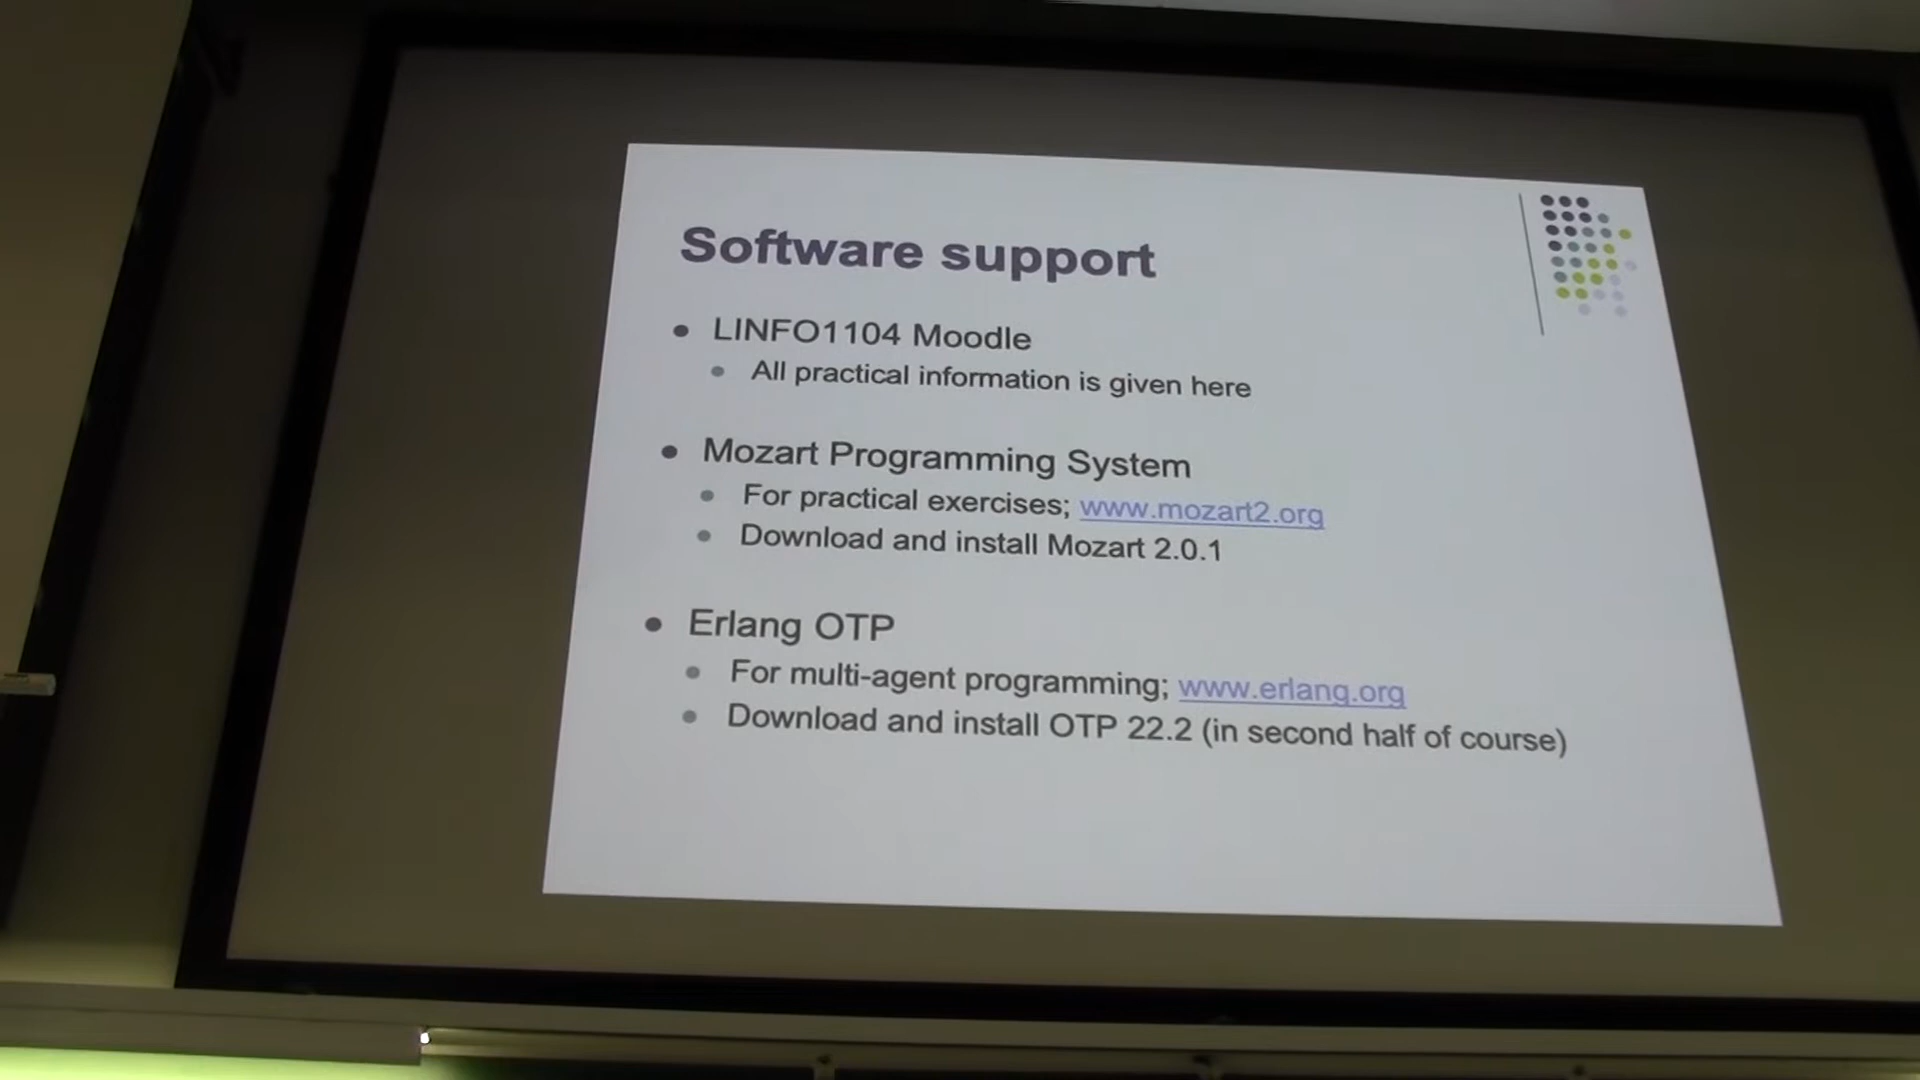 Software support
• LINFO1104 Moodle
• All practical information is given here
• Mozart Programming System
• For practical exercises; www.mozart2.org
• Download and install Mozart 2.0.1
• Erlang OTP
• For multi-agent programming; www.erlang.org
• Download and install OTP 22.2 (in second half of course)